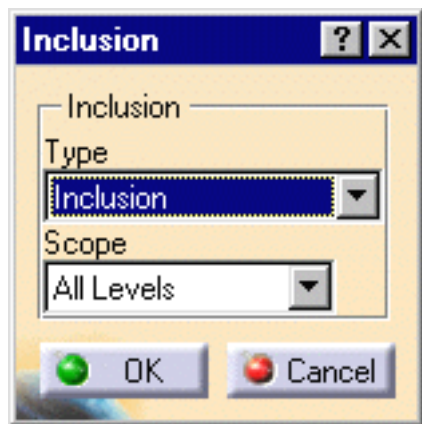 Inclusion ?
Inclusion
Type
Inclusion
Scope
All Levels
OK Cancel